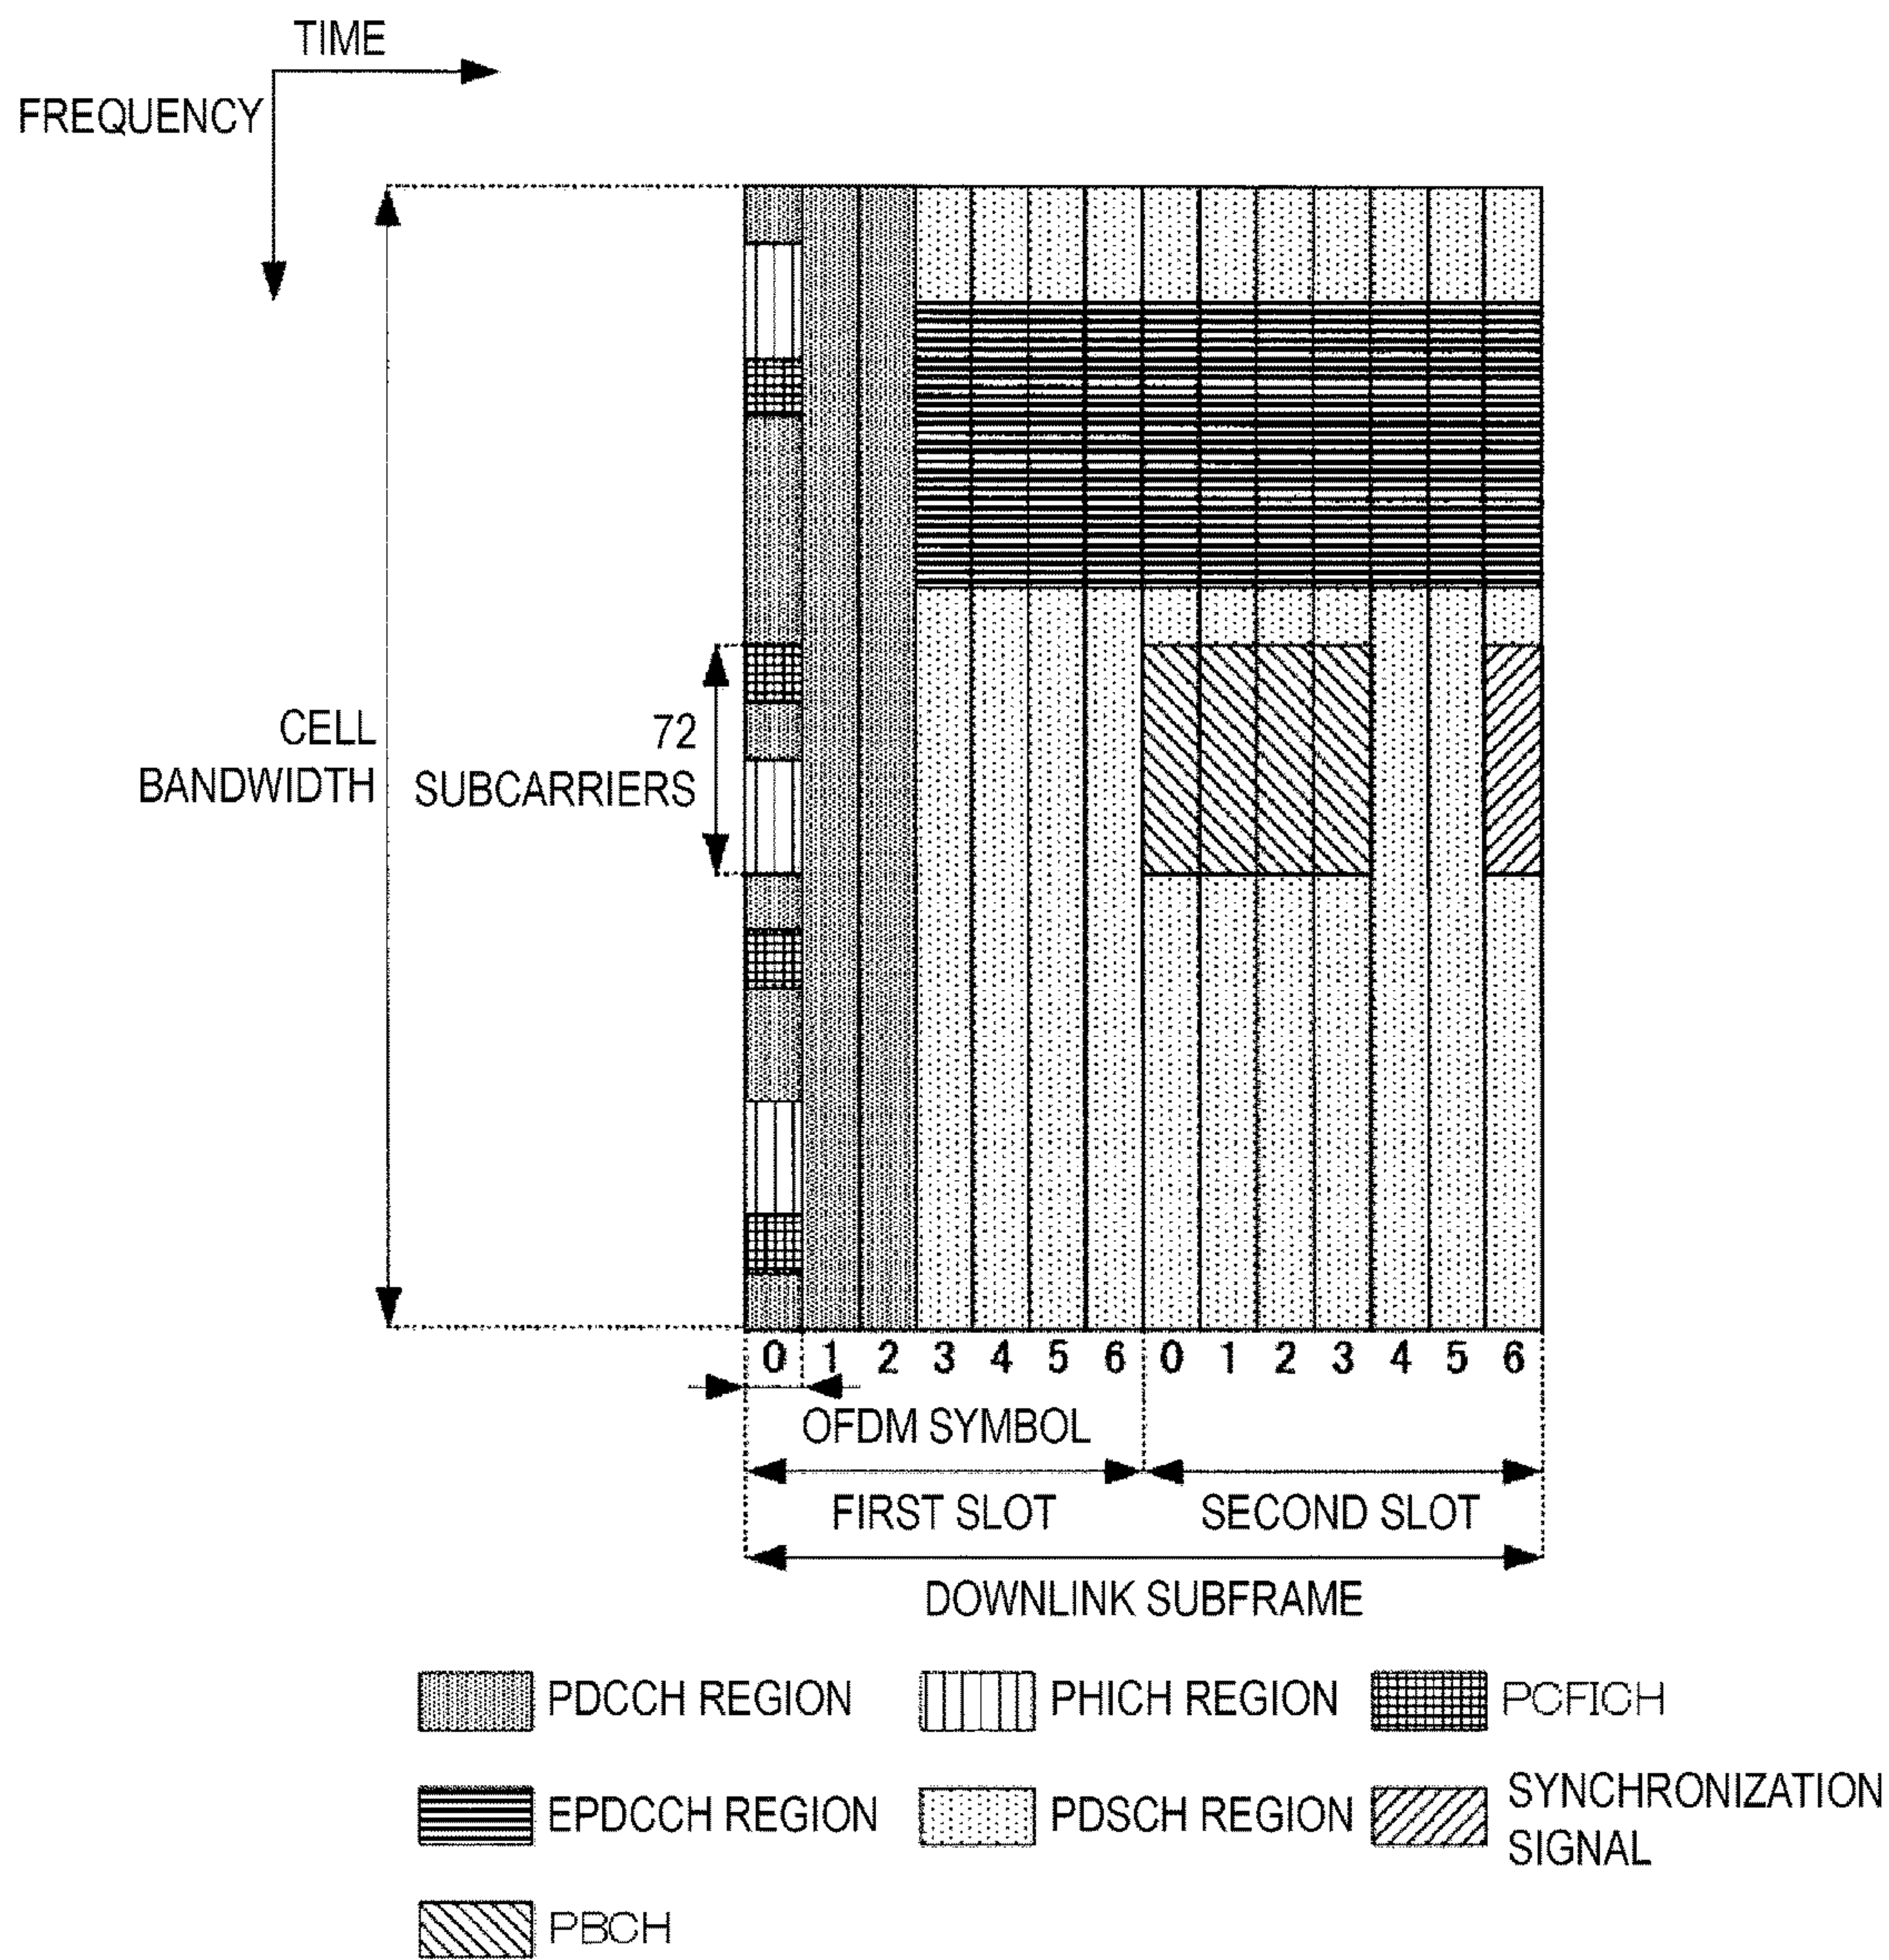 TIME
FREQUENCY
CELL
BANDWIDTH
72
SUBCARRIERS
0 1 2 3 4 5 6 0 1 2 3 4 5 6
OFDM SYMBOL
FIRST SLOT SECOND SLOT
DOWNLINK SUBFRAME
PDCCH REGION PHICH REGION PCFICH
EPDCCH REGION PDSCH REGION SYNCHRONIZATION
SIGNAL
PBCH